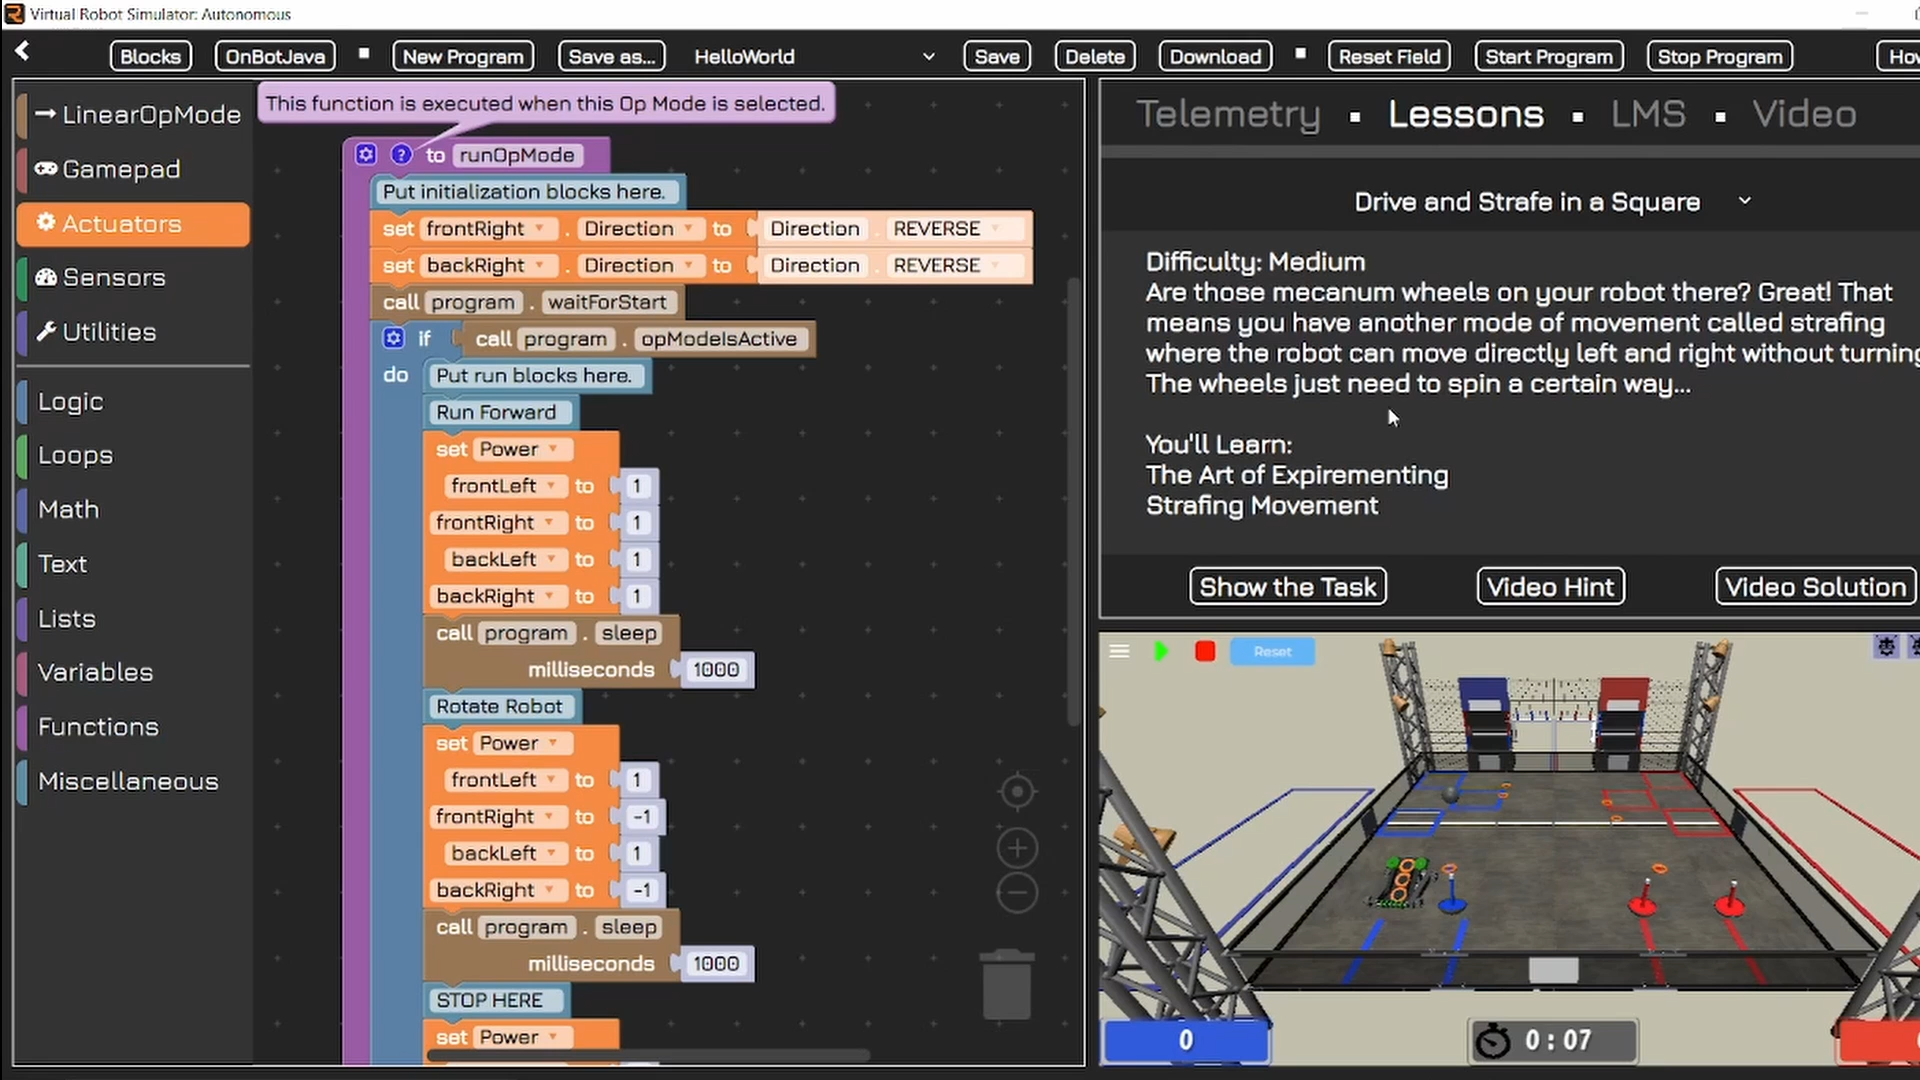 Virtual Robot Simulator: Autonomous
Blocks
OnBotJava
New Program
Save as...
HelloWorld
Save
Delete
Download
Reset Field
Start Program
Stop Program
LinearOpMode
Gamepad
Actuators
Sensors
Utilities
Logic
Loops
Math
Text
Lists
Variables
Functions
Miscellaneous
This function is executed when this Op Mode is selected.
? to runOpMode
Put initialization blocks here.
set frontRight . Direction to Direction . REVERSE
set backRight . Direction to Direction . REVERSE
call program . waitForStart
if call program . opModeIsActive
do Put run blocks here.
Run Forward
set Power
frontLeft to 1
frontRight to 1
backLeft to 1
backRight to 1
call program . sleep
milliseconds 1000
Rotate Robot
set Power
frontLeft to 1
frontRight to -1
backLeft to 1
backRight to -1
call program . sleep
milliseconds 1000
STOP HERE
set Power
Telemetry
Lessons
LMS
Video
Drive and Strafe in a Square
Difficulty: Medium
Are those mecanum wheels on your robot there? Great! That
means you have another mode of movement called strafing
where the robot can move directly left and right without turning
The wheels just need to spin a certain way...
You'll Learn:
The Art of Expirementing
Strafing Movement
Show the Task
Video Hint
Video Solution
Reset
0
0:07